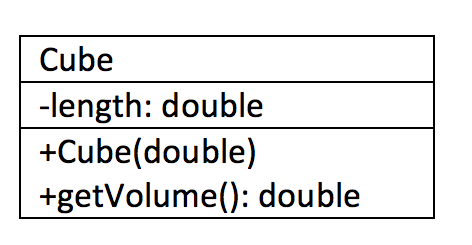 Cube
-length: double
+Cube(double)
+getVolume(): double